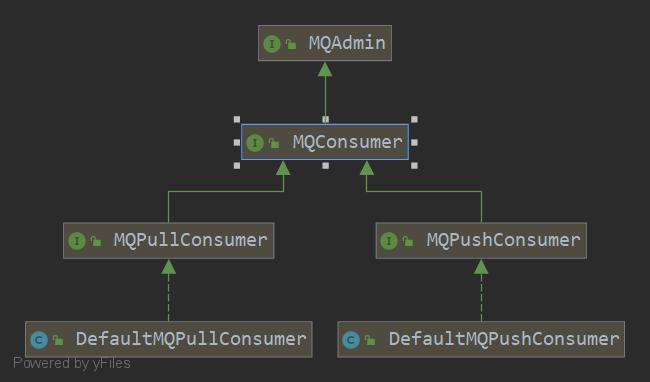 I MQAdmin
I MQConsumer
I MQPullConsumer
I MQPushConsumer
C DefaultMQPullConsumer
C DefaultMQPushConsumer
Powered by yFiles